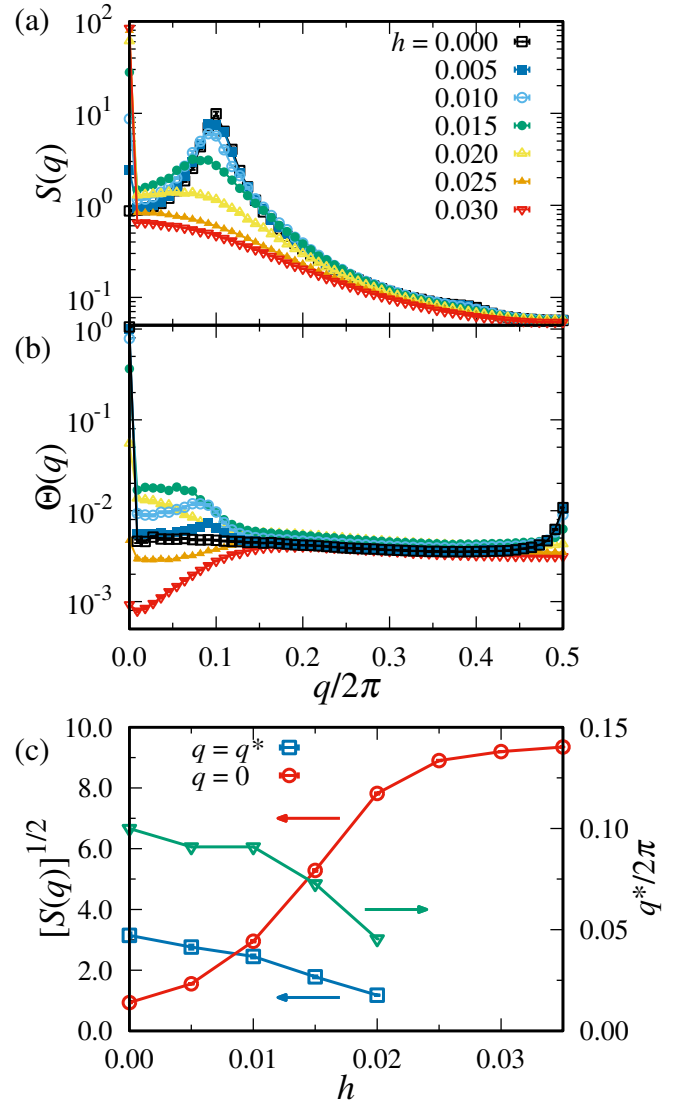 (a)
S(q)
10²
10¹
10⁰
10⁻¹
h = 0.000
0.005
0.010
0.015
0.020
0.025
0.030
(b)
Θ(q)
10⁰
10⁻¹
10⁻²
10⁻³
0.0 0.1 0.2 0.3 0.4 0.5
q/2π
(c)
[S(q)]^{1/2}
10.0
8.0
6.0
4.0
2.0
0.0
q = q*
q = 0
0.15
0.10
0.05
0.00
q*/2π
0.00 0.01 0.02 0.03
h